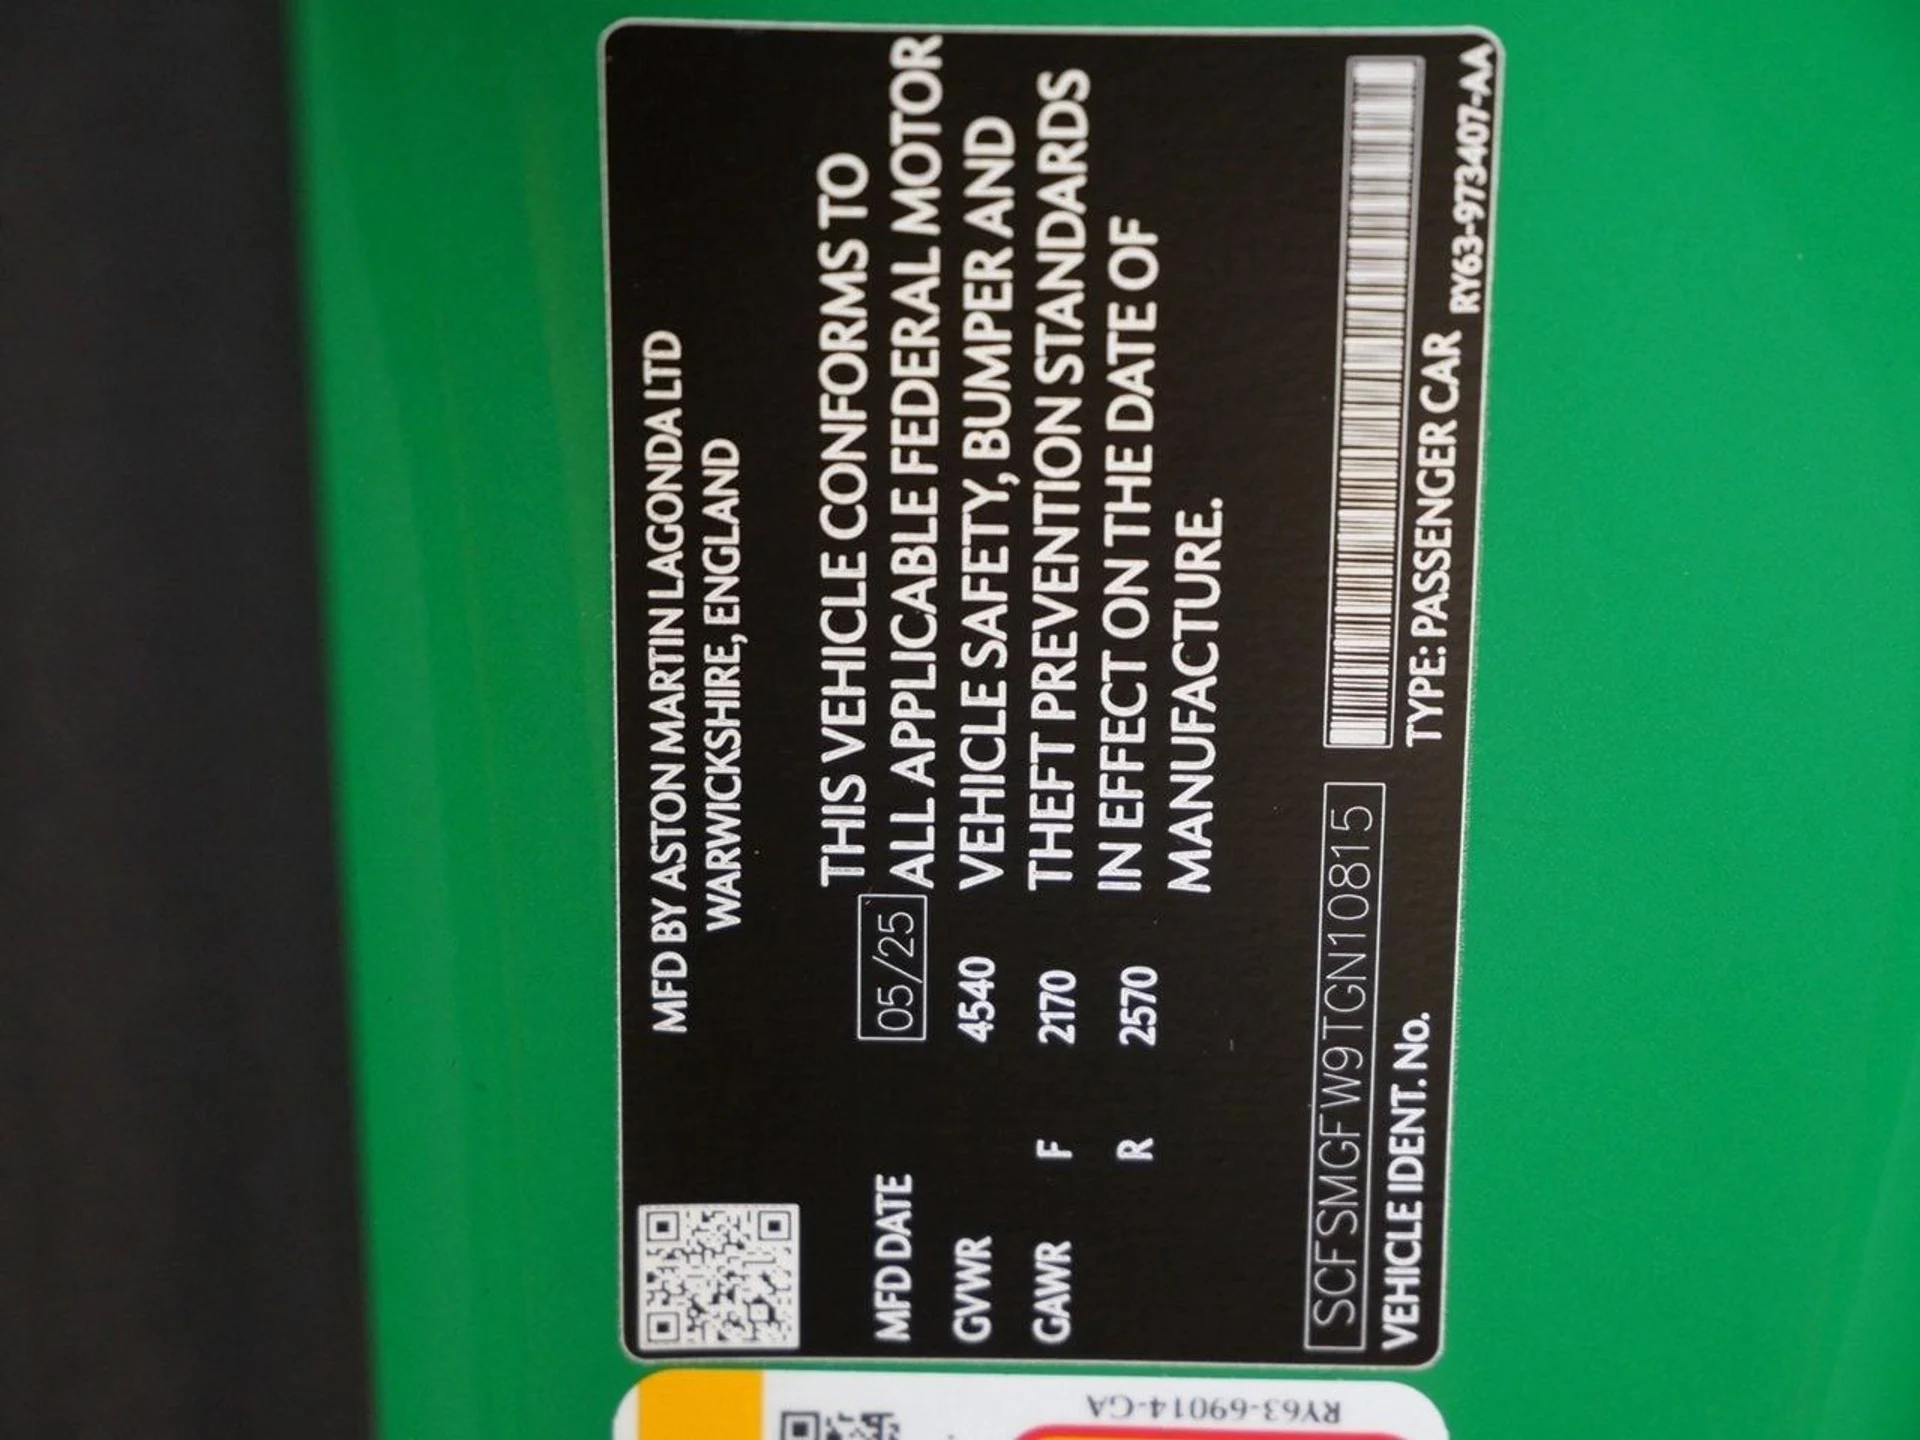 MFD BY ASTON MARTIN LAGONDA LTD
WARWICKSHIRE, ENGLAND
MFD DATE 05/25
GVWR 4540
GAWR F 2170
R 2570
THIS VEHICLE CONFORMS TO
ALL APPLICABLE FEDERAL MOTOR
VEHICLE SAFETY, BUMPER AND
THEFT PREVENTION STANDARDS
IN EFFECT ON THE DATE OF
MANUFACTURE.
SCFSMGFW9TGN10815
VEHICLE IDENT. No.
TYPE: PASSENGER CAR
RY63-973407-AA
RY63-69014-GA